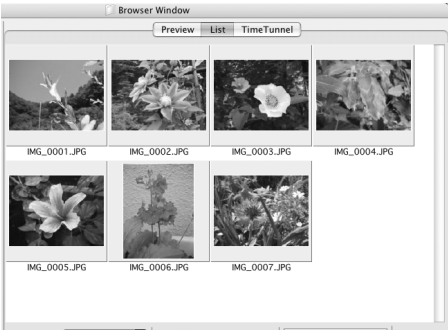 Browser Window
Preview List TimeTunnel
IMG_0001.JPG IMG_0002.JPG IMG_0003.JPG IMG_0004.JPG
IMG_0005.JPG IMG_0006.JPG IMG_0007.JPG